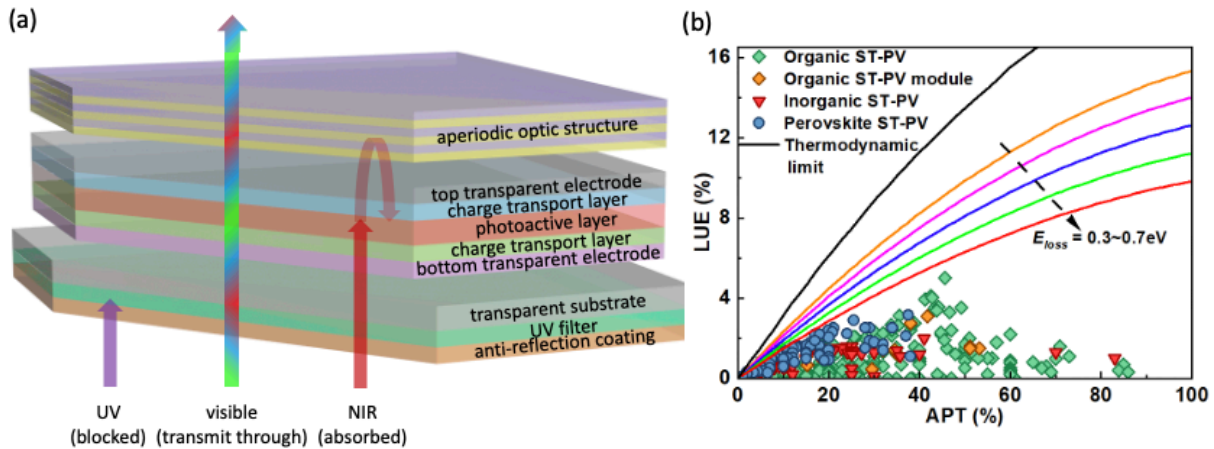 (a)
aperiodic optic structure
top transparent electrode
charge transport layer
photoactive layer
charge transport layer
bottom transparent electrode
transparent substrate
UV filter
anti-reflection coating
UV
(blocked)
visible
(transmit through)
NIR
(absorbed)
(b)
16
12
8
4
0
LUE (%)
Organic ST-PV
Organic ST-PV module
Inorganic ST-PV
Perovskite ST-PV
Thermodynamic
limit
E_loss = 0.3~0.7eV
0 20 40 60 80 100
APT (%)